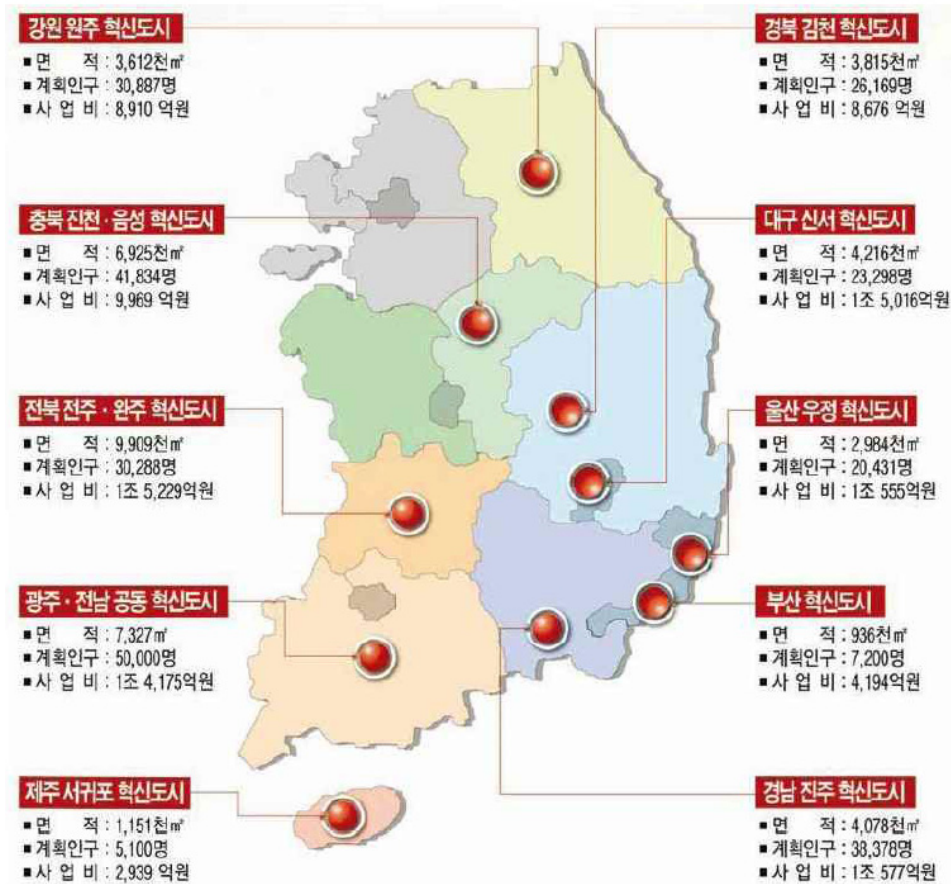 강원 원주 혁신도시
■ 면 적 : 3,612천㎡
■ 계획인구 : 30,887명
■ 사 업 비 : 8,910 억원
충북 진천·음성 혁신도시
■ 면 적 : 6,925천㎡
■ 계획인구 : 41,834명
■ 사 업 비 : 9,969 억원
전북 전주·완주 혁신도시
■ 면 적 : 9,909천㎡
■ 계획인구 : 30,288명
■ 사 업 비 : 1조 5,229억원
광주·전남 공동 혁신도시
■ 면 적 : 7,327㎡
■ 계획인구 : 50,000명
■ 사 업 비 : 1조 4,175억원
제주 서귀포 혁신도시
■ 면 적 : 1,151천㎡
■ 계획인구 : 5,100명
■ 사 업 비 : 2,939 억원
경북 김천 혁신도시
■ 면 적 : 3,815천㎡
■ 계획인구 : 26,169명
■ 사 업 비 : 8,676 억원
대구 신서 혁신도시
■ 면 적 : 4,216천㎡
■ 계획인구 : 23,298명
■ 사 업 비 : 1조 5,016억원
울산 우정 혁신도시
■ 면 적 : 2,984천㎡
■ 계획인구 : 20,431명
■ 사 업 비 : 1조 555억원
부산 혁신도시
■ 면 적 : 936천㎡
■ 계획인구 : 7,200명
■ 사 업 비 : 4,194억원
경남 진주 혁신도시
■ 면 적 : 4,078천㎡
■ 계획인구 : 38,378명
■ 사 업 비 : 1조 577억원